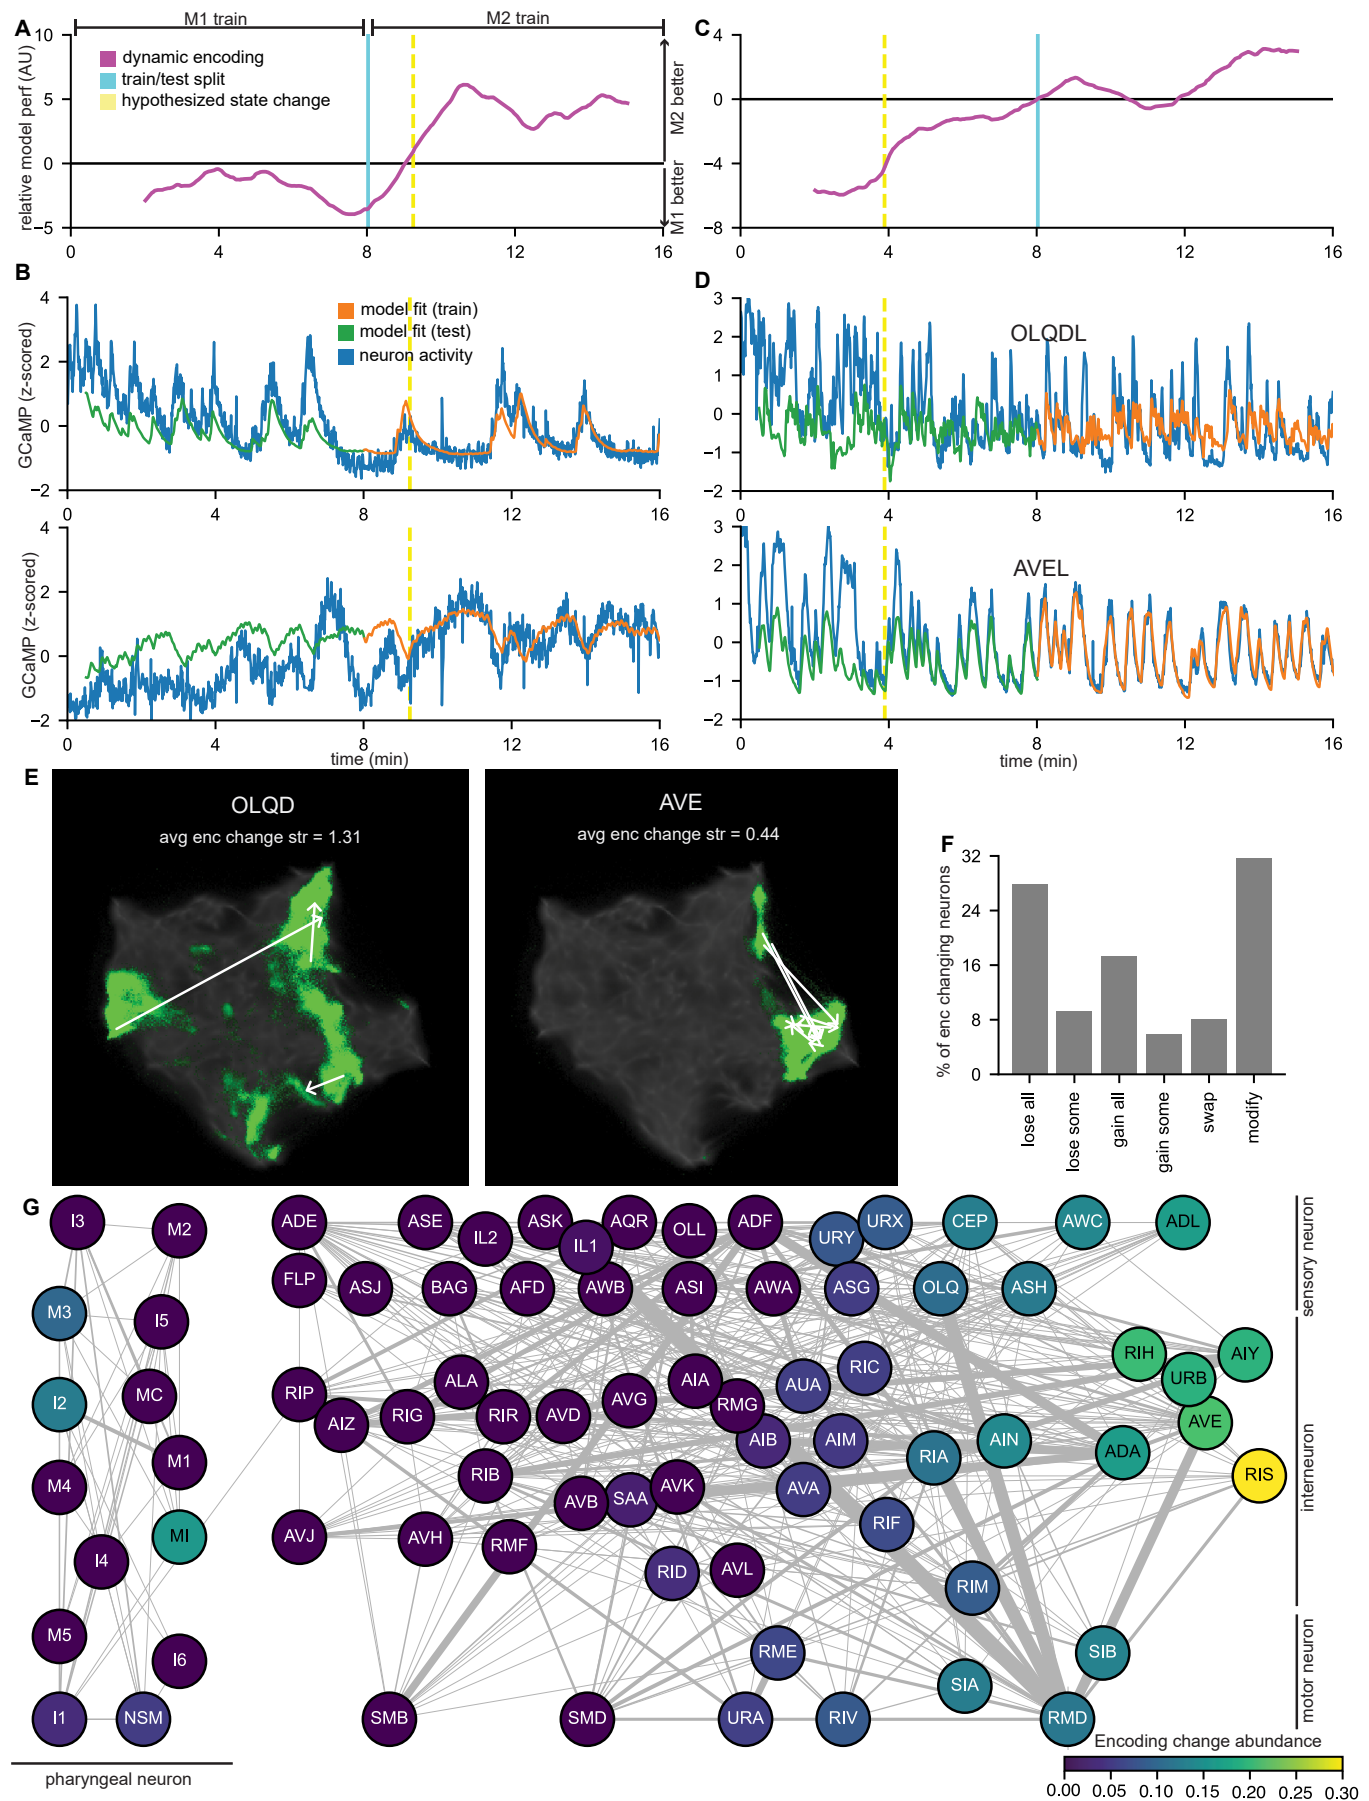 A
M1 train
M2 train
C
relative model perf (AU)
10
5
0
−5
dynamic encoding
train/test split
hypothesized state change
M2 better
M1 better
0
4
8
12
16
4
0
−4
−8
0
4
8
12
16
B
GCaMP (z-scored)
4
2
0
−2
model fit (train)
model fit (test)
neuron activity
0
4
8
12
16
D
3
2
1
0
−1
−2
OLQDL
0
4
8
12
16
GCaMP (z-scored)
4
2
0
−2
0
4
8
12
16
time (min)
3
2
1
0
−1
−2
AVEL
0
4
8
12
16
time (min)
E
OLQD
avg enc change str = 1.31
AVE
avg enc change str = 0.44
F
% of enc changing neurons
32
24
16
8
0
lose all
lose some
gain all
gain some
swap
modify
G
I3
M2
M3
I5
I2
MC
M1
M4
MI
I4
M5
I6
I1
NSM
pharyngeal neuron
ADE
ASE
IL2
ASK
IL1
AQR
OLL
ADF
URY
URX
CEP
AWC
ADL
FLP
ASJ
BAG
AFD
AWB
ASI
AWA
ASG
OLQ
ASH
sensory neuron
RIP
AIZ
ALA
RIG
RIR
AVD
AVG
AIA
RMG
AUA
RIC
RIH
URB
AIY
AVE
AIB
AIM
RIA
AIN
ADA
RIS
RIB
AVB
SAA
AVK
AVA
RIF
AVJ
AVH
RMF
RID
AVL
RIM
interneuron
RME
SIB
SIA
SMB
SMD
URA
RIV
RMD
motor neuron
Encoding change abundance
0.00 0.05 0.10 0.15 0.20 0.25 0.30